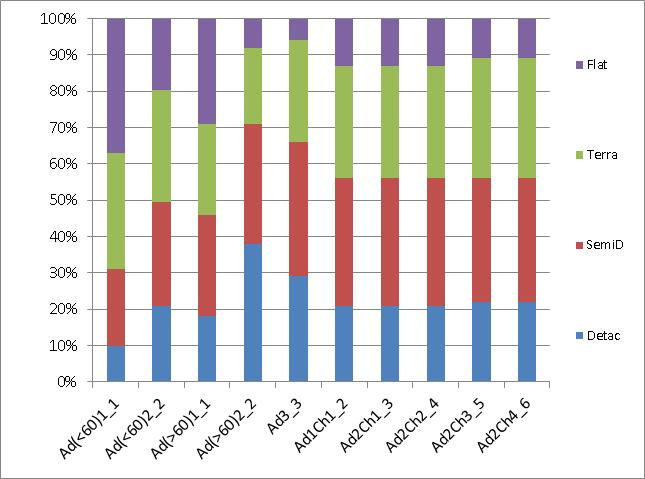 100%
90%
80%
70%
60%
50%
40%
30%
20%
10%
0%
Ad(<60)1_1
Ad(<60)2_2
Ad(>60)1_1
Ad(>60)2_2
Ad3_3
Ad1Ch1_2
Ad2Ch1_3
Ad2Ch2_4
Ad2Ch3_5
Ad2Ch4_6
Flat
Terra
SemiD
Detac